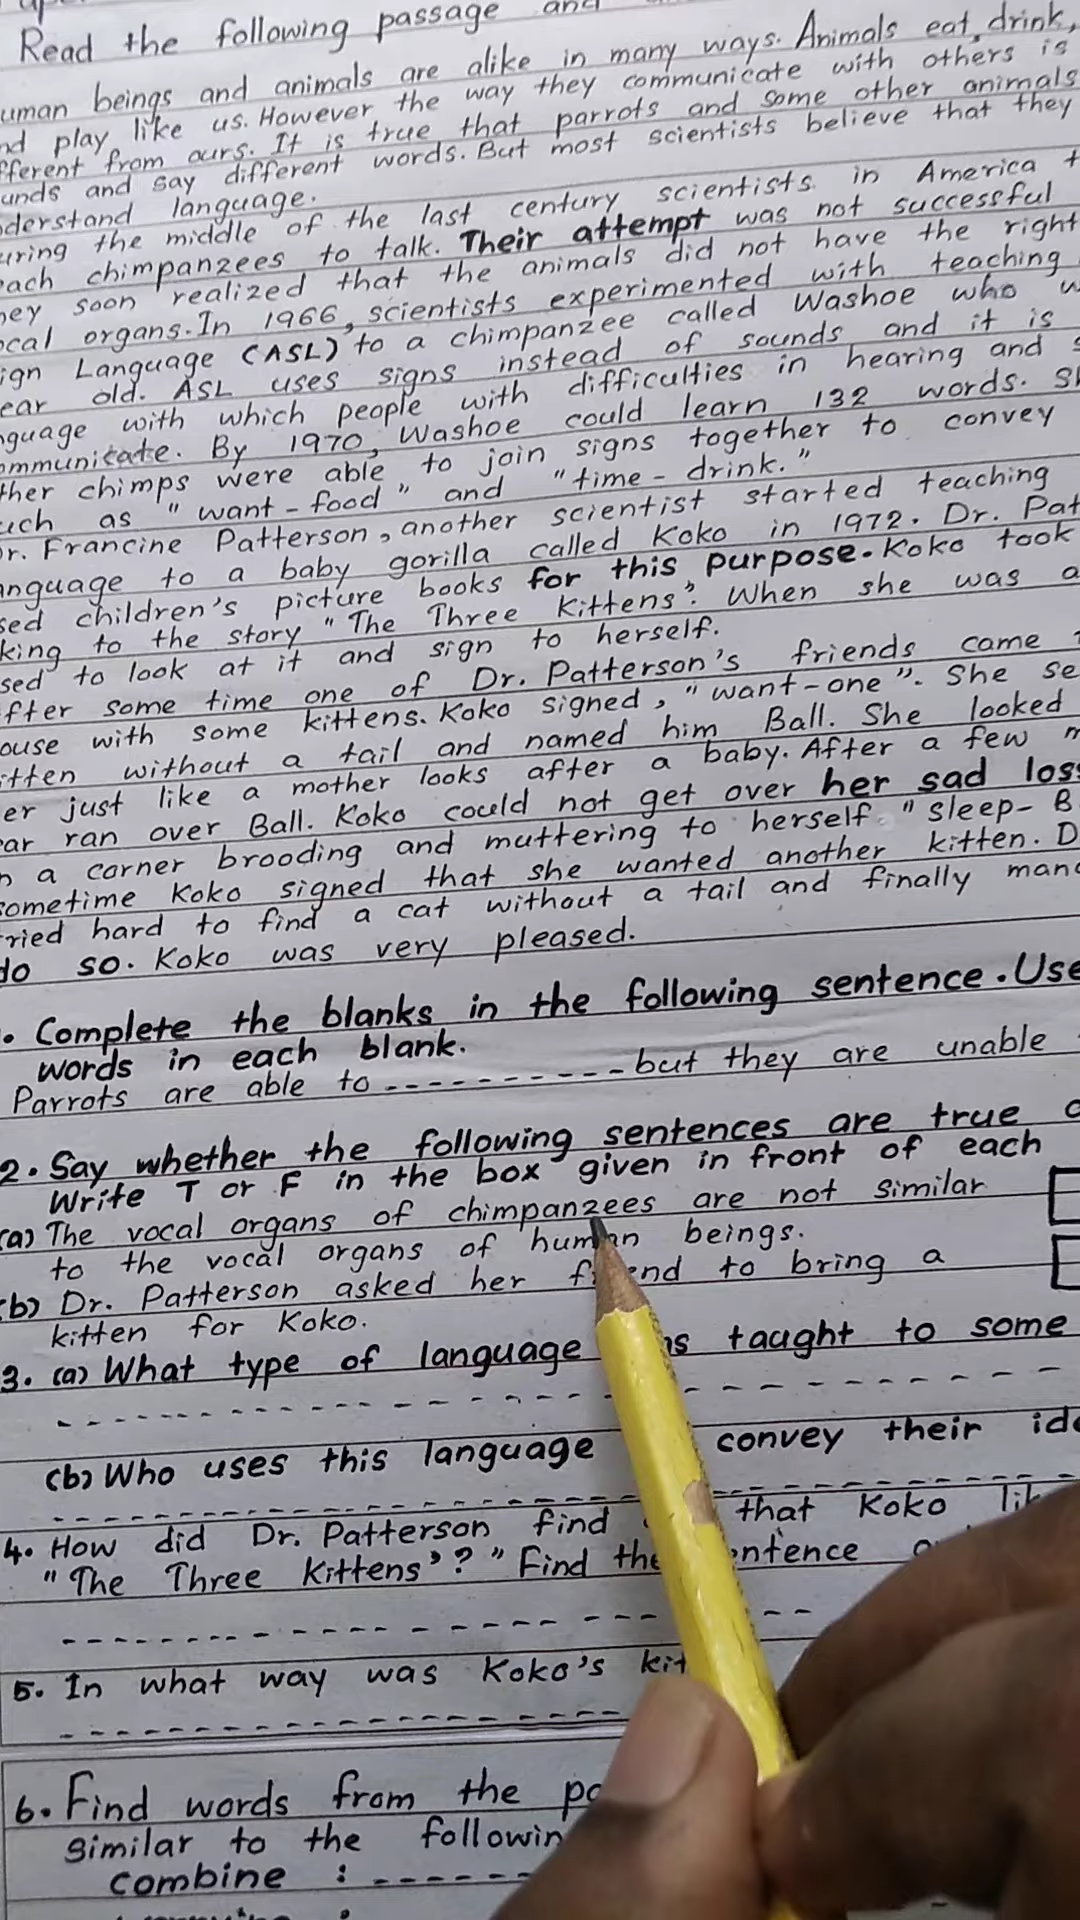 Read the following passage and
uman beings and animals are alike in many ways. Animals eat, drink,
nd play like us. However the way they communicate with others is
fferent from ours. It is true that parrots and some other animals
unds and say different words. But most scientists believe that they
derstand language.
uring the middle of the last century scientists in America t
each chimpanzees to talk. Their attempt was not successful
hey soon realized that the animals did not have the right
ocal organs. In 1966, scientists experimented with teaching
ign Language (ASL) to a chimpanzee called Washoe who w
ear old. ASL uses signs instead of sounds and it is
nguage with which people with difficulties in hearing and s
ommunicate. By 1970, Washoe could learn 132 words. Sh
ther chimps were able to join signs together to convey
uch as "want-food" and "time-drink."
r. Francine Patterson, another scientist started teaching
anguage to a baby gorilla called Koko in 1972. Dr. Pat
sed children's picture books for this purpose. Koko took
king to the story "The Three Kittens". When she was a
sed to look at it and sign to herself.
fter some time one of Dr. Patterson's friends came t
ouse with some kittens. Koko signed, "want-one". She se
itten without a tail and named him Ball. She looked
er just like a mother looks after a baby. After a few m
ar ran over Ball. Koko could not get over her sad loss
n a corner brooding and muttering to herself "sleep-B
sometime Koko signed that she wanted another kitten. D
ried hard to find a cat without a tail and finally mana
do so. Koko was very pleased.
. Complete the blanks in the following sentence. Use
words in each blank.
Parrots are able to ---------- but they are unable
2. Say whether the following sentences are true o
Write T or F in the box given in front of each
(a) The vocal organs of chimpanzees are not similar
to the vocal organs of human beings.
(b) Dr. Patterson asked her friend to bring a
kitten for Koko.
3. (a) What type of language s taught to some
(b) Who uses this language convey their ide
4. How did Dr. Patterson find that Koko lik
"The Three Kittens'?" Find the entence
5. In what way was Koko's kit
6. Find words from the pa
similar to the followin
combine : ------